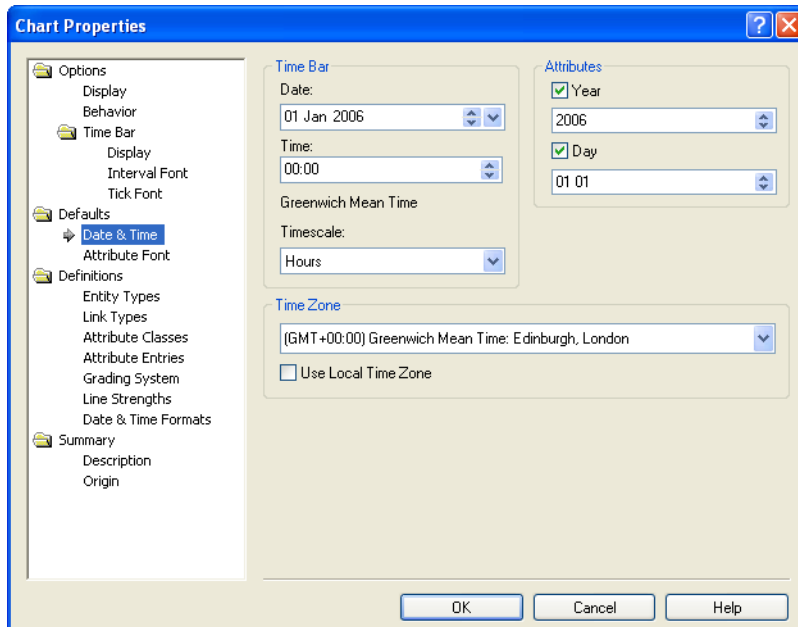 Chart Properties
Options
Display
Behavior
Time Bar
Display
Interval Font
Tick Font
Defaults
Date & Time
Attribute Font
Definitions
Entity Types
Link Types
Attribute Classes
Attribute Entries
Grading System
Line Strengths
Date & Time Formats
Summary
Description
Origin
Time Bar
Date:
01 Jan 2006
Time:
00:00
Greenwich Mean Time
Timescale:
Hours
Attributes
Year
2006
Day
01 01
Time Zone
(GMT+00:00) Greenwich Mean Time: Edinburgh, London
Use Local Time Zone
OK
Cancel
Help